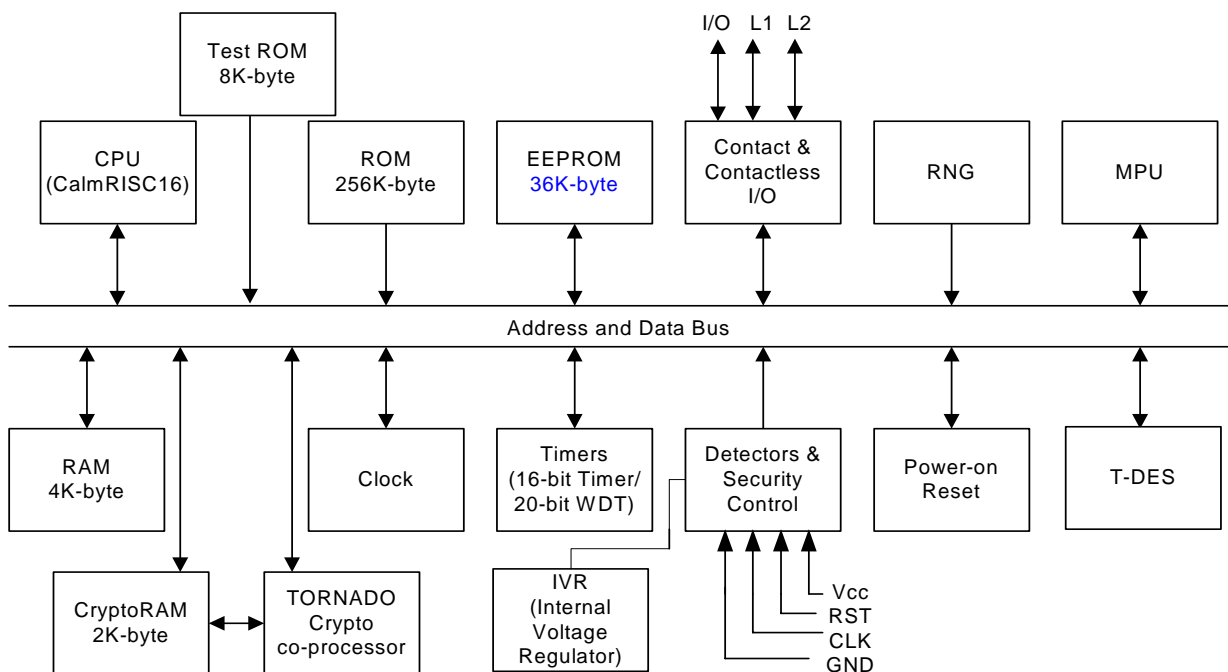 I/O L1 L2
Test ROM
8K-byte
CPU
(CalmRISC16)
ROM
256K-byte
EEPROM
36K-byte
Contact &
Contactless
I/O
RNG
MPU
Address and Data Bus
RAM
4K-byte
Clock
Timers
(16-bit Timer/
20-bit WDT)
Detectors &
Security
Control
Power-on
Reset
T-DES
CryptoRAM
2K-byte
TORNADO
Crypto
co-processor
IVR
(Internal
Voltage
Regulator)
Vcc
RST
CLK
GND